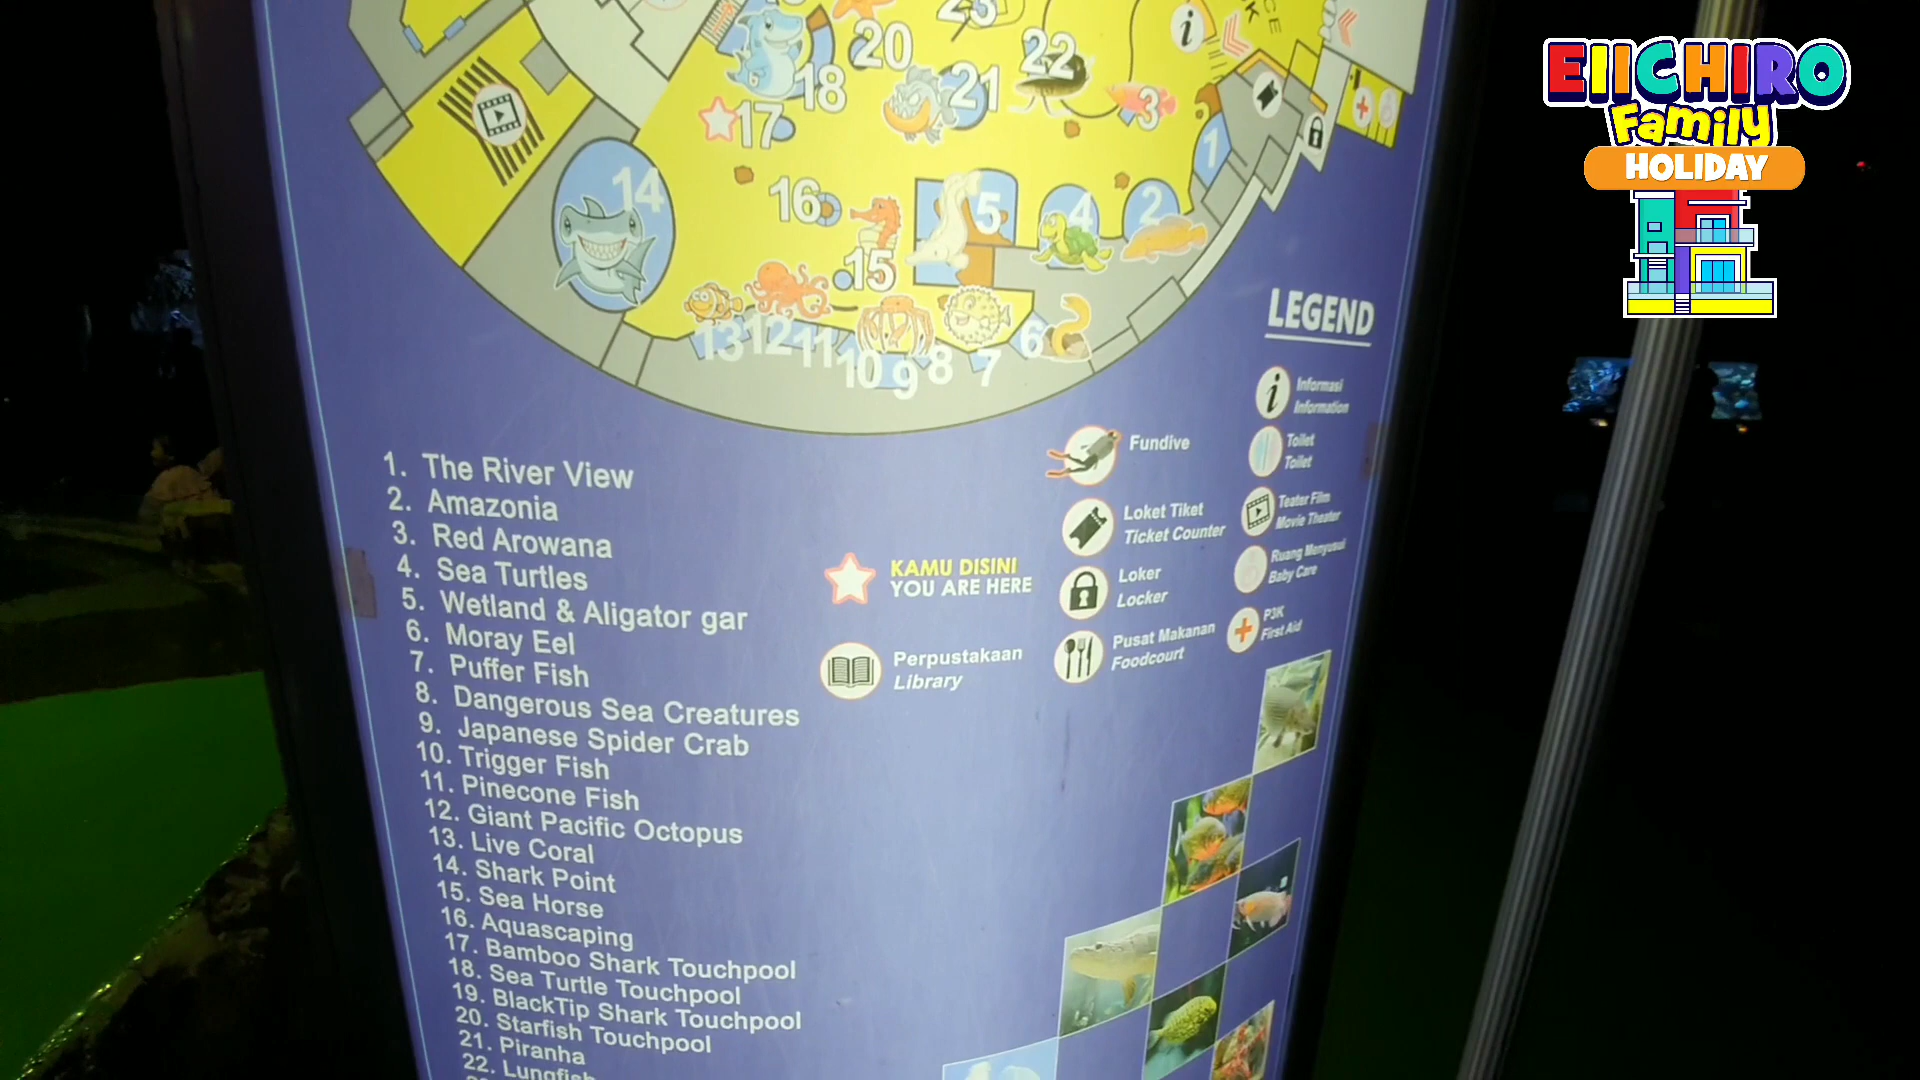 EIICHIRO
Family
HOLIDAY
20
22
18
21
3
17
1
14
16
5
4
2
15
13
12
11
10
9
8
7
6
LEGEND
Informasi
Information
Fundive
Toilet
Toilet
1. The River View
2. Amazonia
3. Red Arowana
4. Sea Turtles
5. Wetland & Aligator gar
6. Moray Eel
7. Puffer Fish
8. Dangerous Sea Creatures
9. Japanese Spider Crab
10. Trigger Fish
11. Pinecone Fish
12. Giant Pacific Octopus
13. Live Coral
14. Shark Point
15. Sea Horse
16. Aquascaping
17. Bamboo Shark Touchpool
18. Sea Turtle Touchpool
19. BlackTip Shark Touchpool
20. Starfish Touchpool
21. Piranha
22. Lungfish
KAMU DISINI
YOU ARE HERE
Perpustakaan
Library
Loket Tiket
Ticket Counter
Loker
Locker
Pusat Makanan
Foodcourt
Teater Film
Movie Theater
Ruang Menyusui
Baby Care
P3K
First Aid